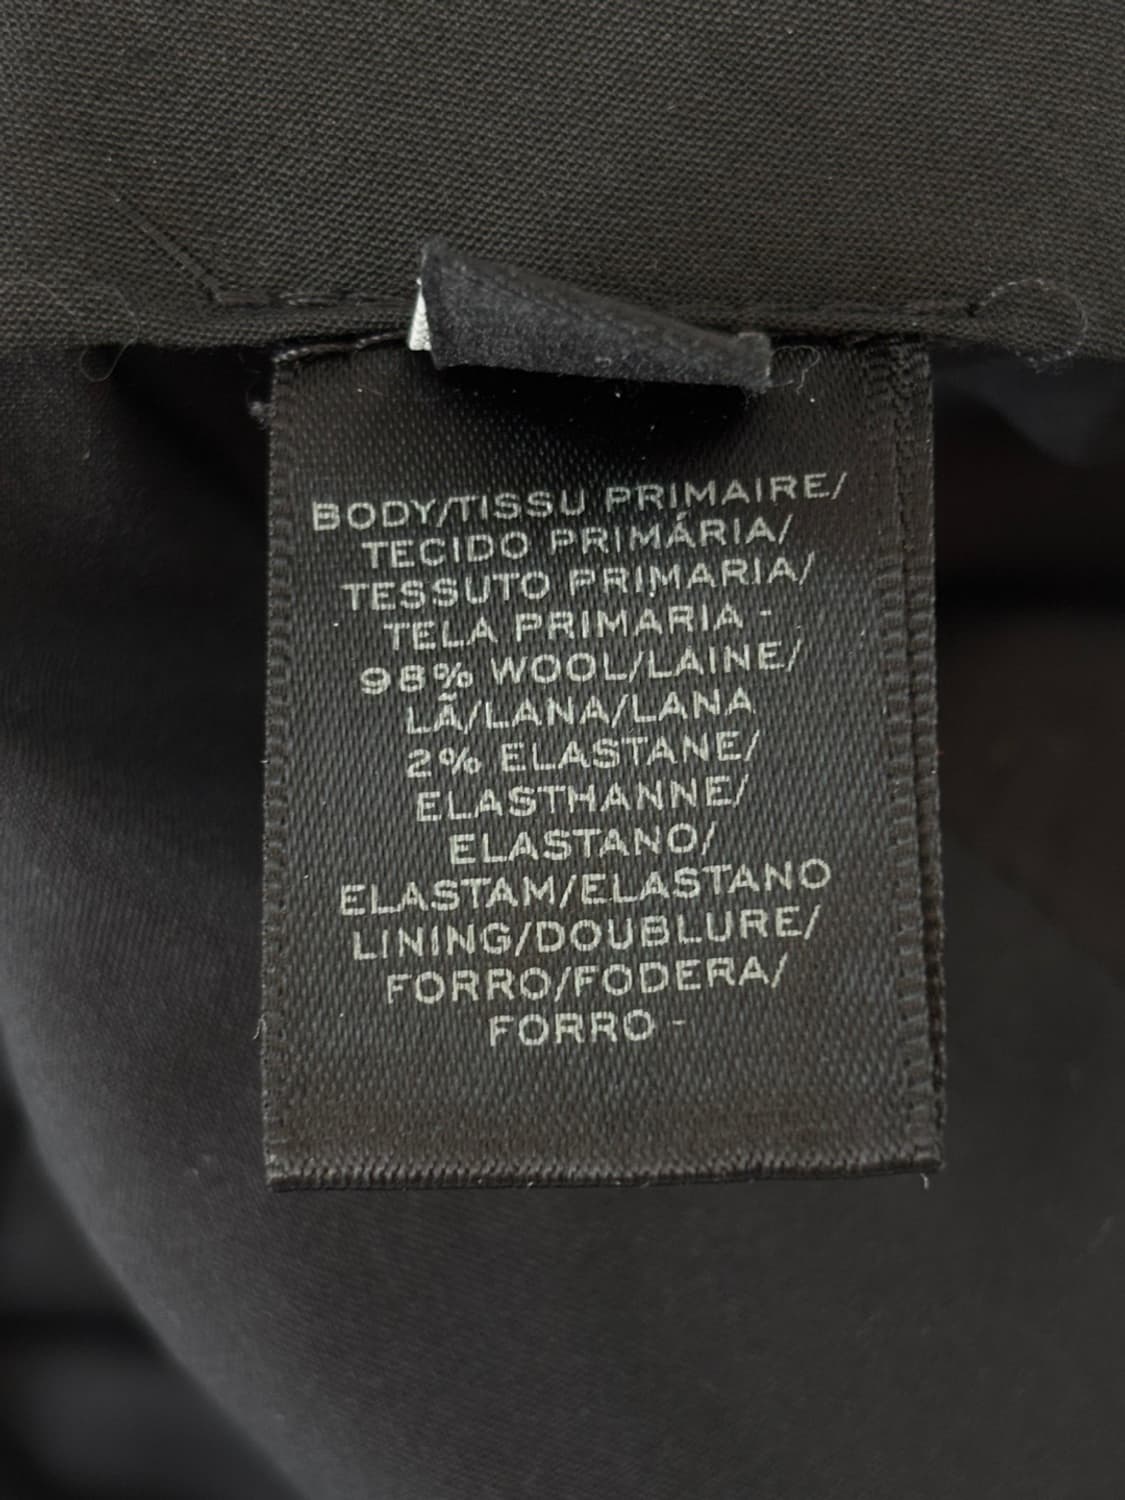 BODY/TISSU PRIMAIRE/
TECIDO PRIMÁRIA/
TESSUTO PRIMARIA/
TELA PRIMARIA -
98% WOOL/LAINE/
LÃ/LANA/LANA
2% ELASTANE/
ELASTHANNE/
ELASTANO/
ELASTAM/ELASTANO
LINING/DOUBLURE/
FORRO/FODERA/
FORRO -